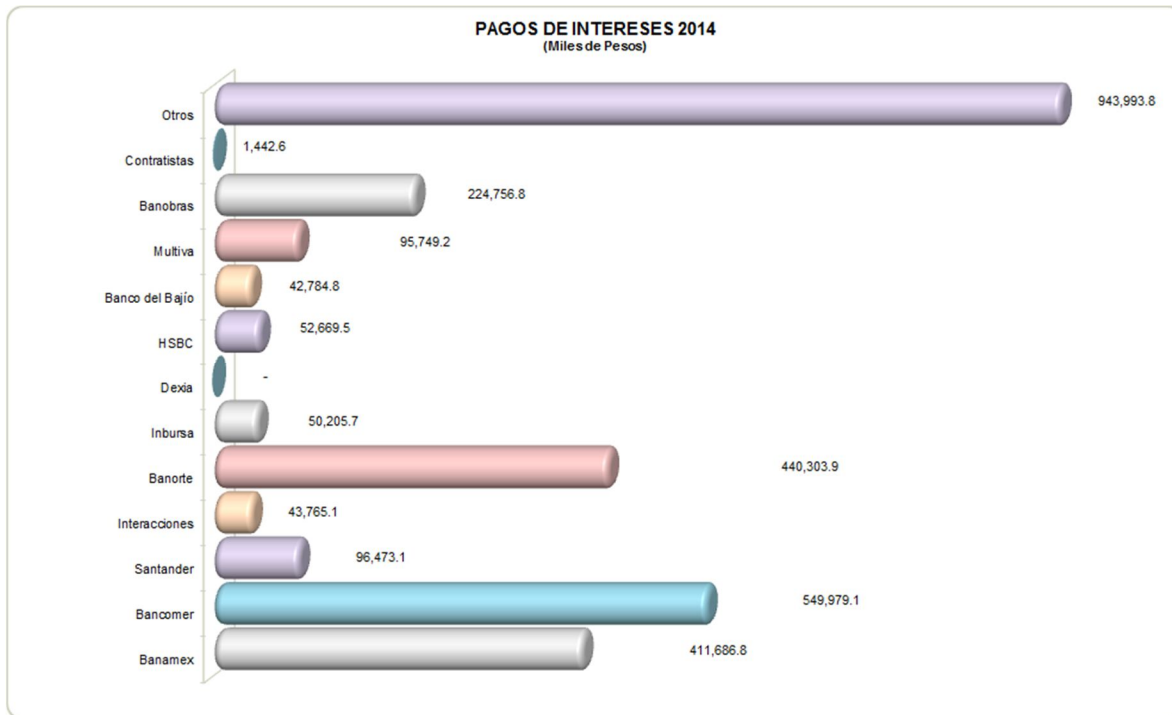 PAGOS DE INTERESES 2014
(Miles de Pesos)
Otros 943,993.8
Contratistas 1,442.6
Banobras 224,756.8
Multiva 95,749.2
Banco del Bajío 42,784.8
HSBC 52,669.5
Dexia -
Inbursa 50,205.7
Banorte 440,303.9
Interacciones 43,765.1
Santander 96,473.1
Bancomer 549,979.1
Banamex 411,686.8